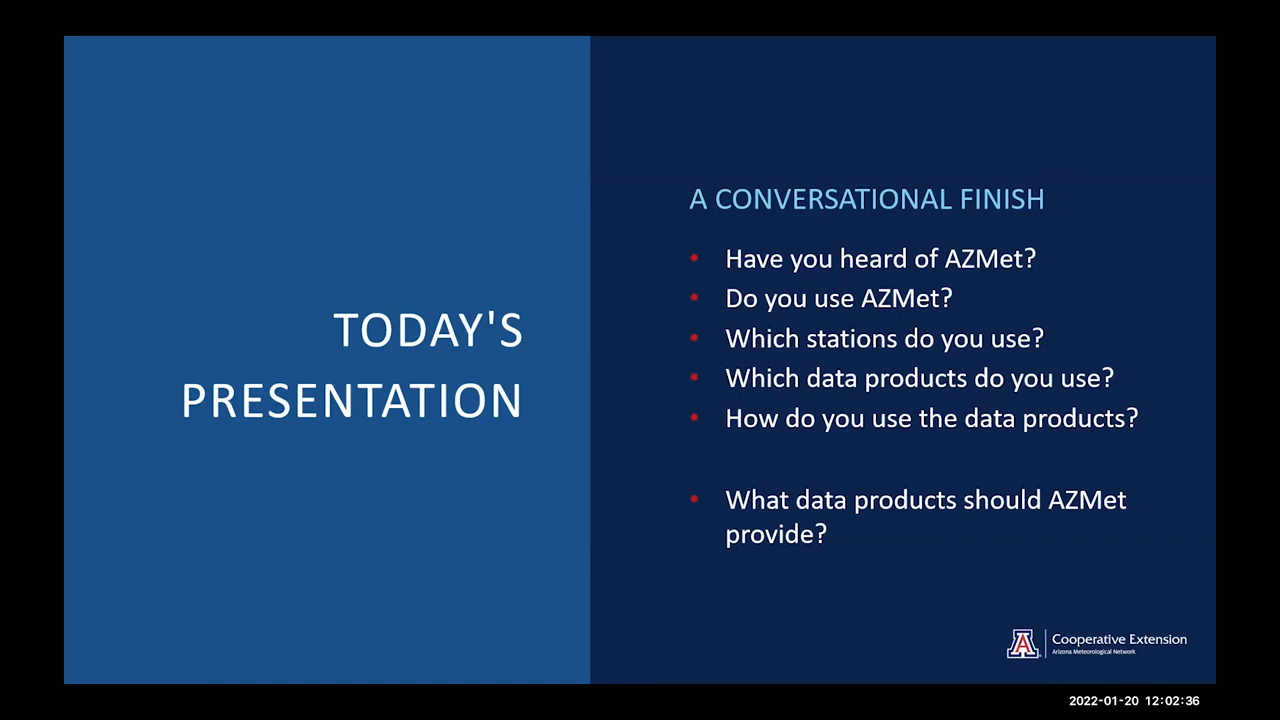 TODAY'S
PRESENTATION
A CONVERSATIONAL FINISH
• Have you heard of AZMet?
• Do you use AZMet?
• Which stations do you use?
• Which data products do you use?
• How do you use the data products?
• What data products should AZMet
provide?
A
Cooperative Extension
Arizona Meteorological Network
2022-01-20 12:02:36